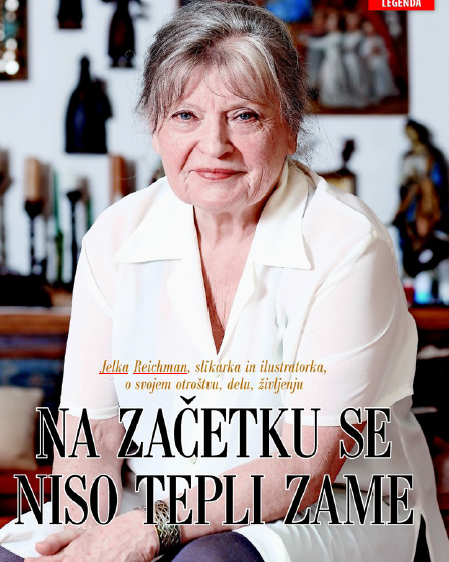 LEGENDA
Jelka Reichman, slikarka in ilustratorka,
o svojem otroštvu, delu, življenju
NA ZAČETKU SE
NISO TEPLI ZAME